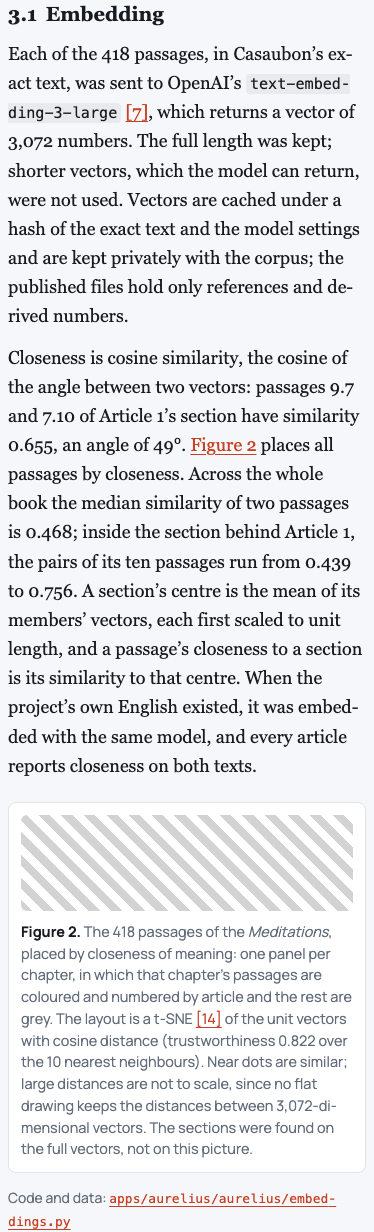 3.1 Embedding
Each of the 418 passages, in Casaubon’s ex-
act text, was sent to OpenAI’s text-embed-
ding-3-large [7], which returns a vector of
3,072 numbers. The full length was kept;
shorter vectors, which the model can return,
were not used. Vectors are cached under a
hash of the exact text and the model settings
and are kept privately with the corpus; the
published files hold only references and de-
rived numbers.
Closeness is cosine similarity, the cosine of
the angle between two vectors: passages 9.7
and 7.10 of Article 1’s section have similarity
0.655, an angle of 49°. Figure 2 places all
passages by closeness. Across the whole
book the median similarity of two passages
is 0.468; inside the section behind Article 1,
the pairs of its ten passages run from 0.439
to 0.756. A section’s centre is the mean of its
members’ vectors, each first scaled to unit
length, and a passage’s closeness to a section
is its similarity to that centre. When the
project’s own English existed, it was embed-
ded with the same model, and every article
reports closeness on both texts.
Figure 2. The 418 passages of the Meditations,
placed by closeness of meaning: one panel per
chapter, in which that chapter’s passages are
coloured and numbered by article and the rest are
grey. The layout is a t-SNE [14] of the unit vectors
with cosine distance (trustworthiness 0.822 over
the 10 nearest neighbours). Near dots are similar;
large distances are not to scale, since no flat
drawing keeps the distances between 3,072-di-
mensional vectors. The sections were found on
the full vectors, not on this picture.
Code and data: apps/aurelius/aurelius/embed-
dings.py